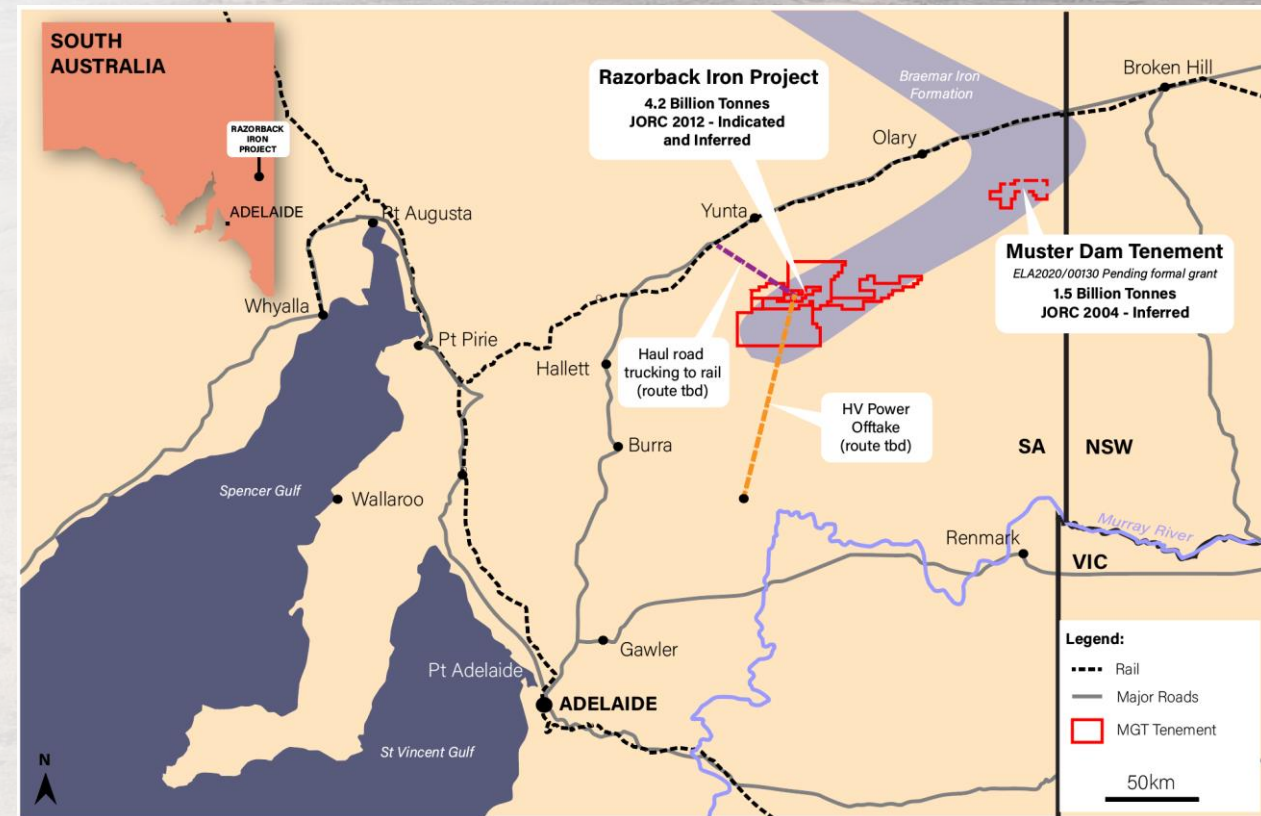 SOUTH
AUSTRALIA
RAZORBACK
IRON
PROJECT
ADELAIDE
Razorback Iron Project
4.2 Billion Tonnes
JORC 2012 - Indicated
and Inferred
Braemar Iron
Formation
Broken Hill
Olary
Yunta
Pt Augusta
Muster Dam Tenement
ELA2020/00130 Pending formal grant
1.5 Billion Tonnes
JORC 2004 - Inferred
Whyalla
Pt Pirie
Hallett
Haul road
trucking to rail
(route tbd)
HV Power
Offtake
(route tbd)
Burra
SA
NSW
Spencer Gulf
Wallaroo
Renmark
Murray River
VIC
Gawler
Pt Adelaide
ADELAIDE
St Vincent Gulf
N
Legend:
Rail
Major Roads
MGT Tenement
50km